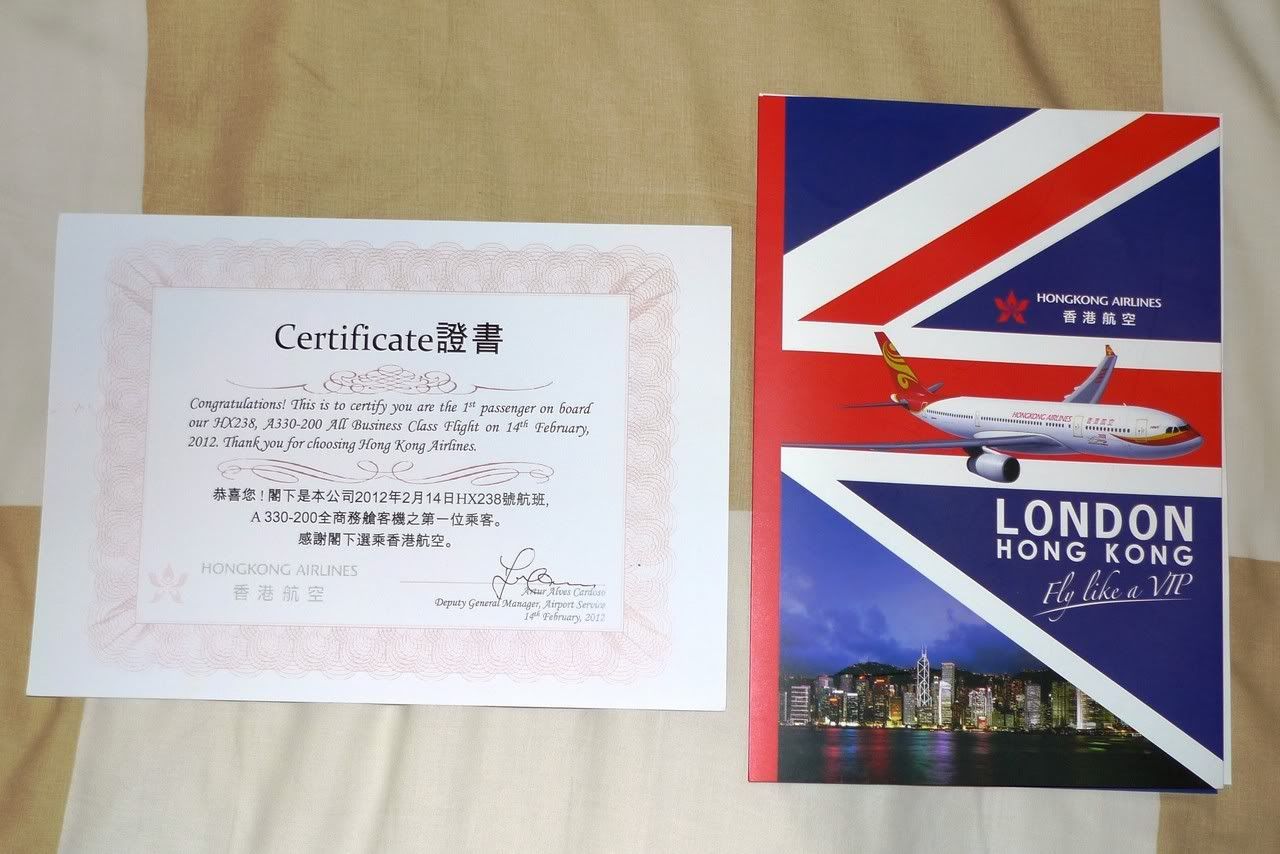 Certificate證書
Congratulations! This is to certify you are the 1st passenger on board
our HX238, A330-200 All Business Class Flight on 14th February,
2012. Thank you for choosing Hong Kong Airlines.
恭喜您！閣下是本公司2012年2月14日HX238號航班,
A 330-200全商務艙客機之第一位乘客。
感謝閣下選乘香港航空。
HONGKONG AIRLINES
香港航空
Artur Alves Cardoso
Deputy General Manager, Airport Service
14th February, 2012
HONGKONG AIRLINES
香港航空
HONGKONG AIRLINES 香港航空
LONDON
HONG KONG
Fly like a VIP